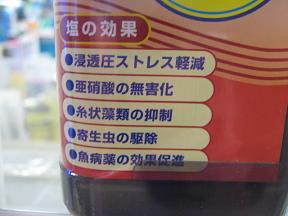 塩の効果
●浸透圧ストレス軽減
●亜硝酸の無害化
●糸状藻類の抑制
●寄生虫の駆除
●魚病薬の効果促進